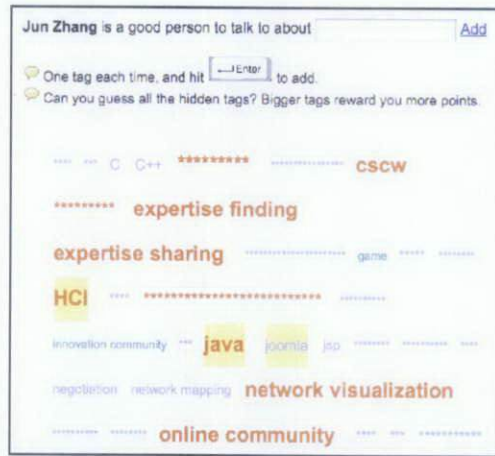 Jun Zhang is a good person to talk to about Add
One tag each time, and hit Enter to add.
Can you guess all the hidden tags? Bigger tags reward you more points.
**** *** C C++ ********* *************** cscw
********* expertise finding
expertise sharing game
HCI
innovation community *** java joomla jsp
negotiation network mapping network visualization
online community